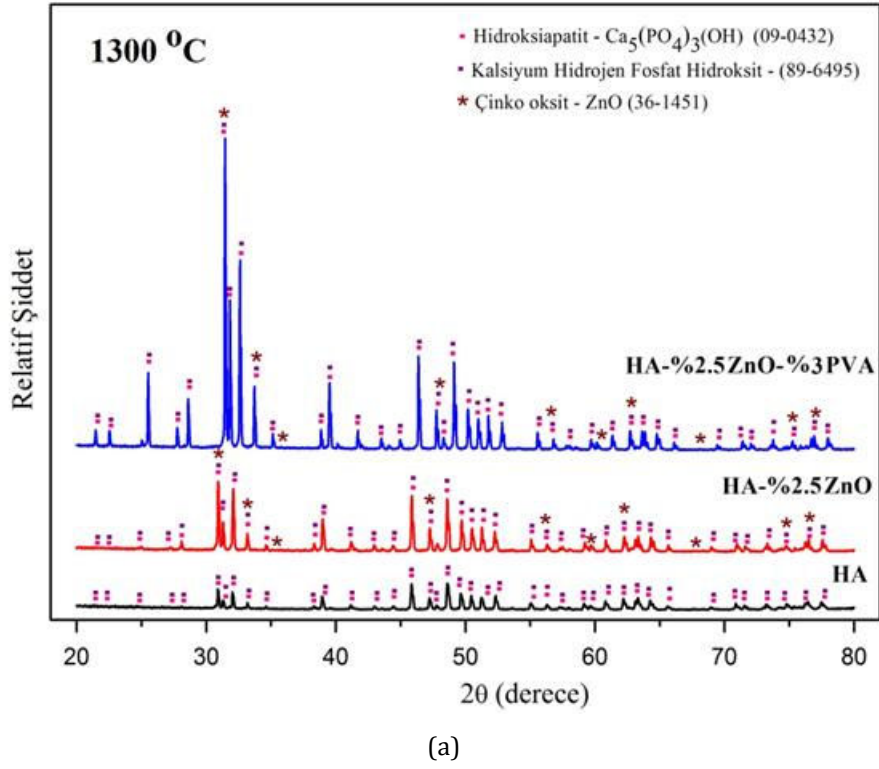 1300 ⁰C
Hidroksiapatit - Ca₅(PO₄)₃(OH) (09-0432)
Kalsiyum Hidrojen Fosfat Hidroksit - (89-6495)
* Çinko oksit - ZnO (36-1451)
Relatif Şiddet
HA-%2.5ZnO-%3PVA
HA-%2.5ZnO
HA
20 30 40 50 60 70 80
2θ (derece)
(a)